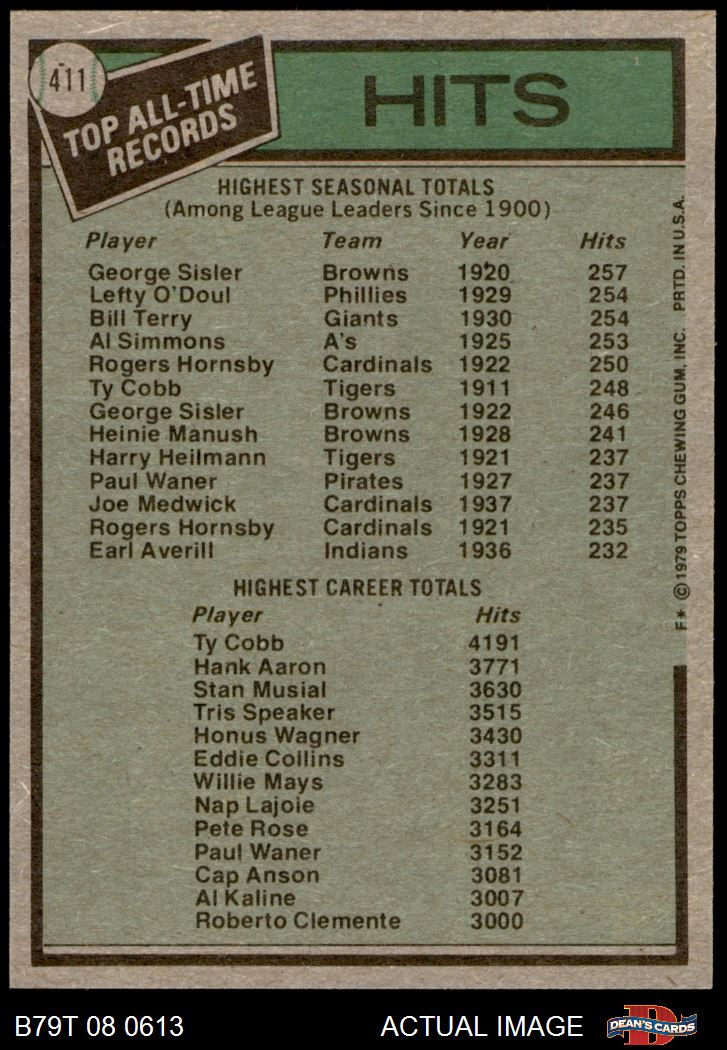 411
TOP ALL-TIME
RECORDS
HITS
HIGHEST SEASONAL TOTALS
(Among League Leaders Since 1900)
Player Team Year Hits
George Sisler Browns 1920 257
Lefty O'Doul Phillies 1929 254
Bill Terry Giants 1930 254
Al Simmons A's 1925 253
Rogers Hornsby Cardinals 1922 250
Ty Cobb Tigers 1911 248
George Sisler Browns 1922 246
Heinie Manush Browns 1928 241
Harry Heilmann Tigers 1921 237
Paul Waner Pirates 1927 237
Joe Medwick Cardinals 1937 237
Rogers Hornsby Cardinals 1921 235
Earl Averill Indians 1936 232
HIGHEST CAREER TOTALS
Player Hits
Ty Cobb 4191
Hank Aaron 3771
Stan Musial 3630
Tris Speaker 3515
Honus Wagner 3430
Eddie Collins 3311
Willie Mays 3283
Nap Lajoie 3251
Pete Rose 3164
Paul Waner 3152
Cap Anson 3081
Al Kaline 3007
Roberto Clemente 3000
F* © 1979 TOPPS CHEWING GUM, INC. PRTD. IN U.S.A.
B79T 08 0613 ACTUAL IMAGE
D
DEAN'S CARDS